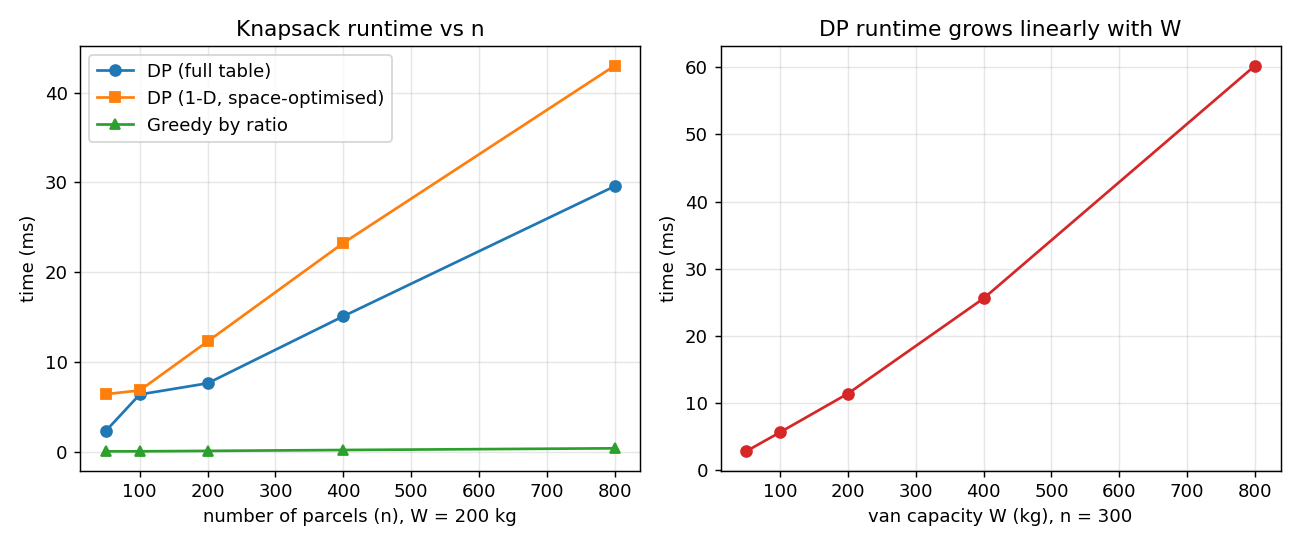 Knapsack runtime vs n
DP (full table)
DP (1-D, space-optimised)
Greedy by ratio
time (ms)
40
30
20
10
0
100 200 300 400 500 600 700 800
number of parcels (n), W = 200 kg
DP runtime grows linearly with W
time (ms)
60
50
40
30
20
10
0
100 200 300 400 500 600 700 800
van capacity W (kg), n = 300